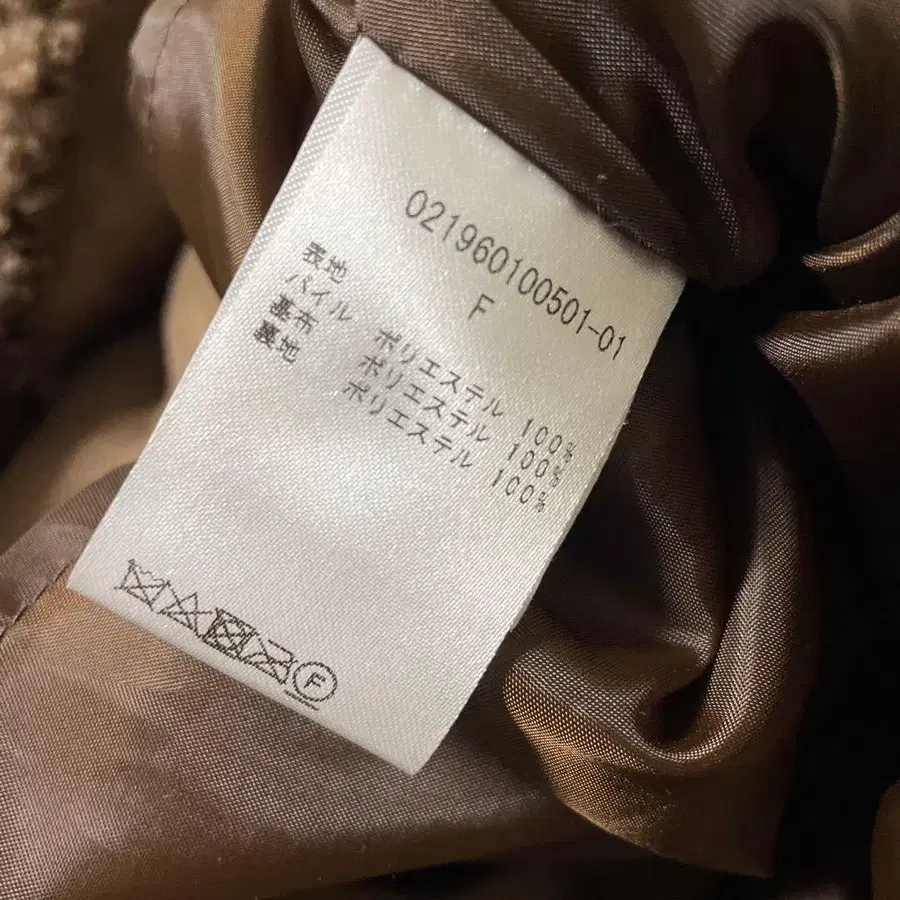 021960100501-01
F
表地
パイル ポリエステル 100%
基布 ポリエステル 100%
裏地 ポリエステル 100%
F